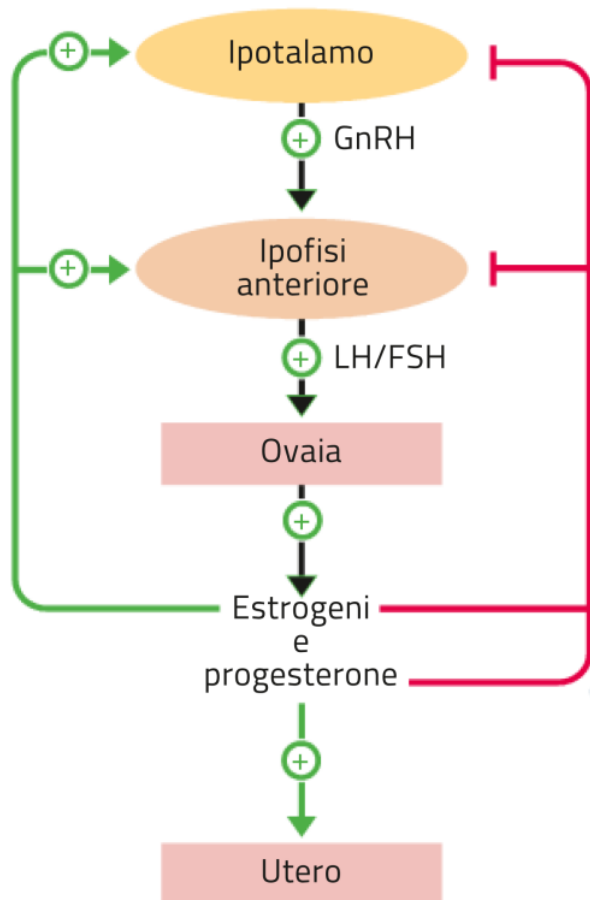 +
Ipotalamo
+
GnRH
+
Ipofisi
anteriore
+
LH/FSH
Ovaia
+
Estrogeni
e
progesterone
+
Utero